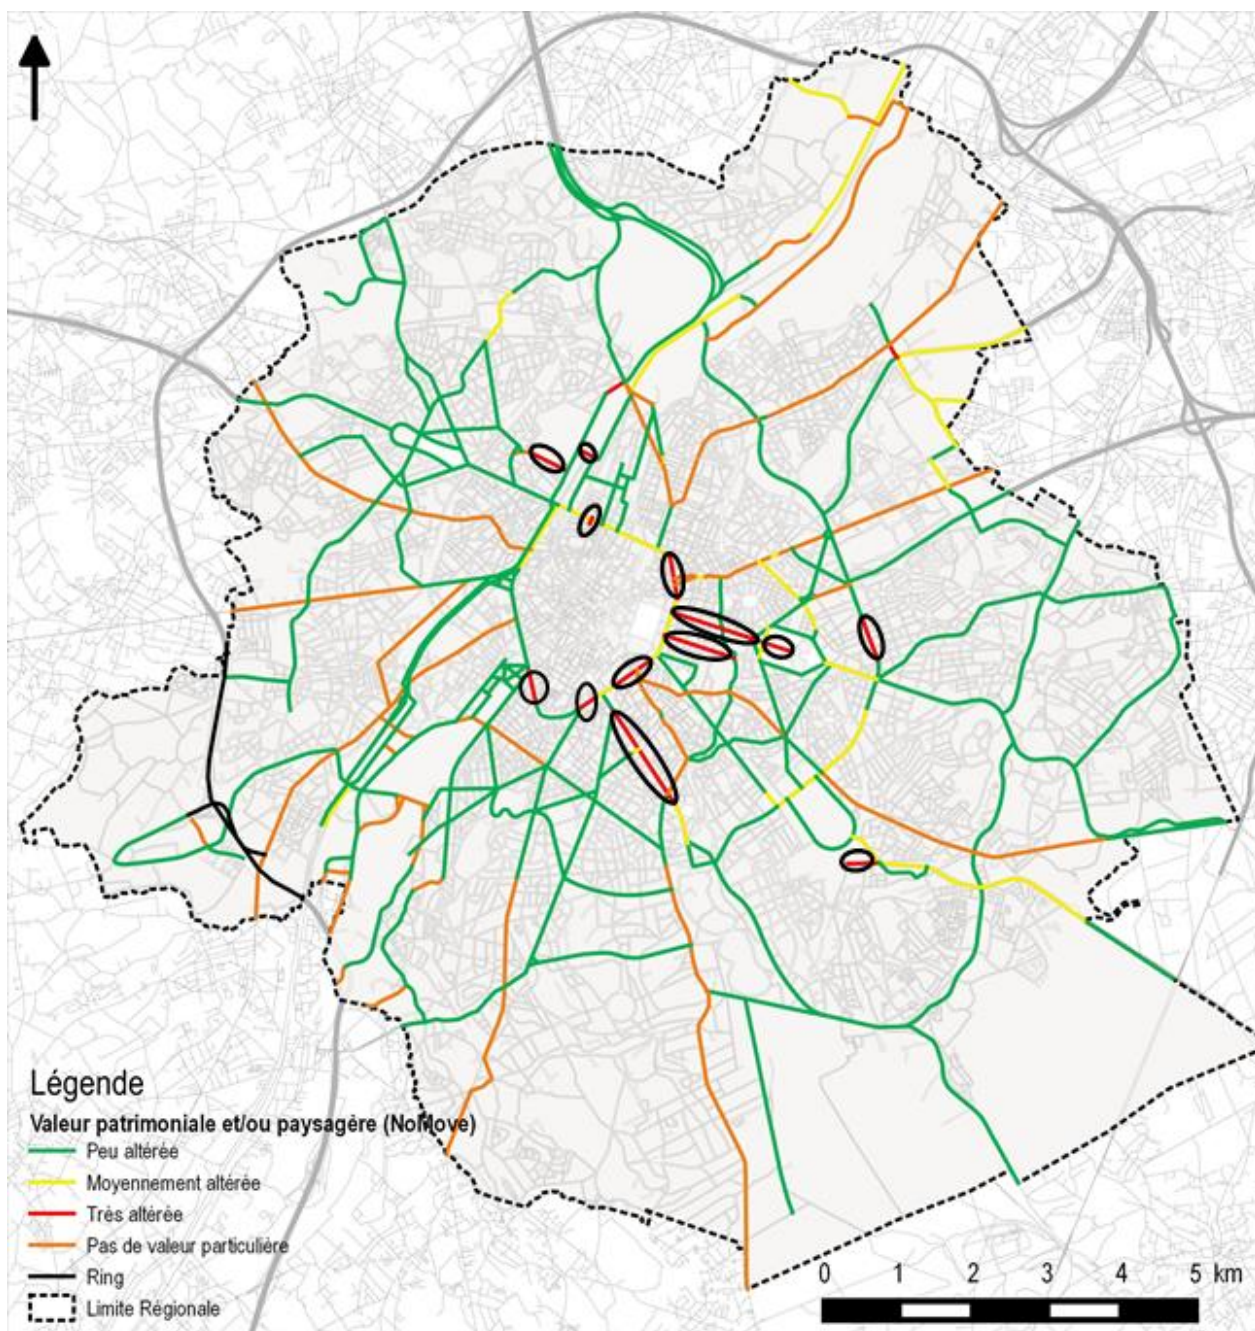 Légende
Valeur patrimoniale et/ou paysagère (NoMove)
Peu altérée
Moyennement altérée
Très altérée
Pas de valeur particulière
Ring
Limite Régionale
0 1 2 3 4 5 km